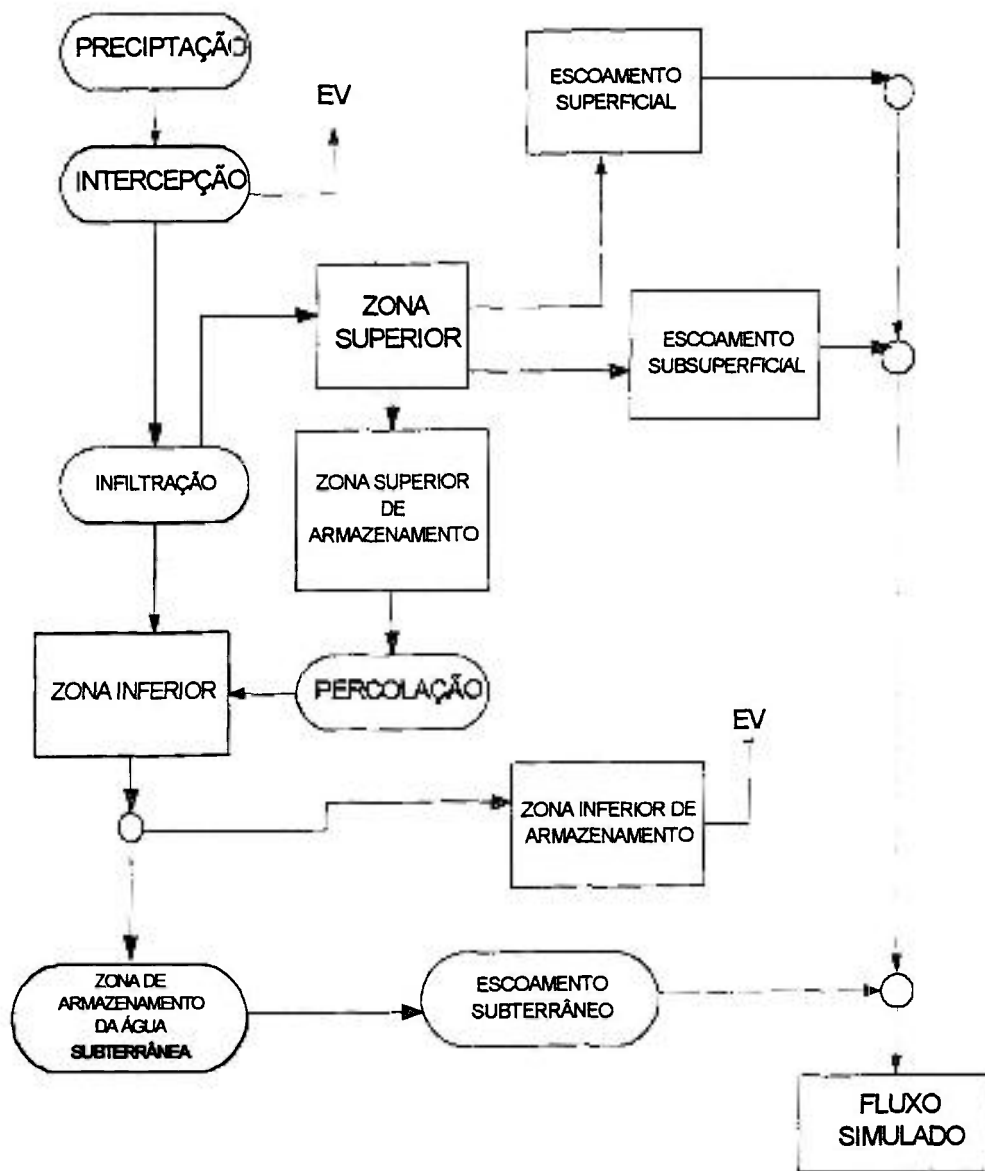 PRECIPTAÇÃO
EV
INTERCEPÇÃO
ESCOAMENTO
SUPERFICIAL
ZONA
SUPERIOR
ESCOAMENTO
SUBSUPERFICIAL
INFILTRAÇÃO
ZONA SUPERIOR
DE
ARMAZENAMENTO
ZONA INFERIOR
PERCOLAÇÃO
EV
ZONA INFERIOR DE
ARMAZENAMENTO
ZONA DE
ARMAZENAMENTO
DA ÁGUA
SUBTERRÂNEA
ESCOAMENTO
SUBTERRÂNEO
FLUXO
SIMULADO